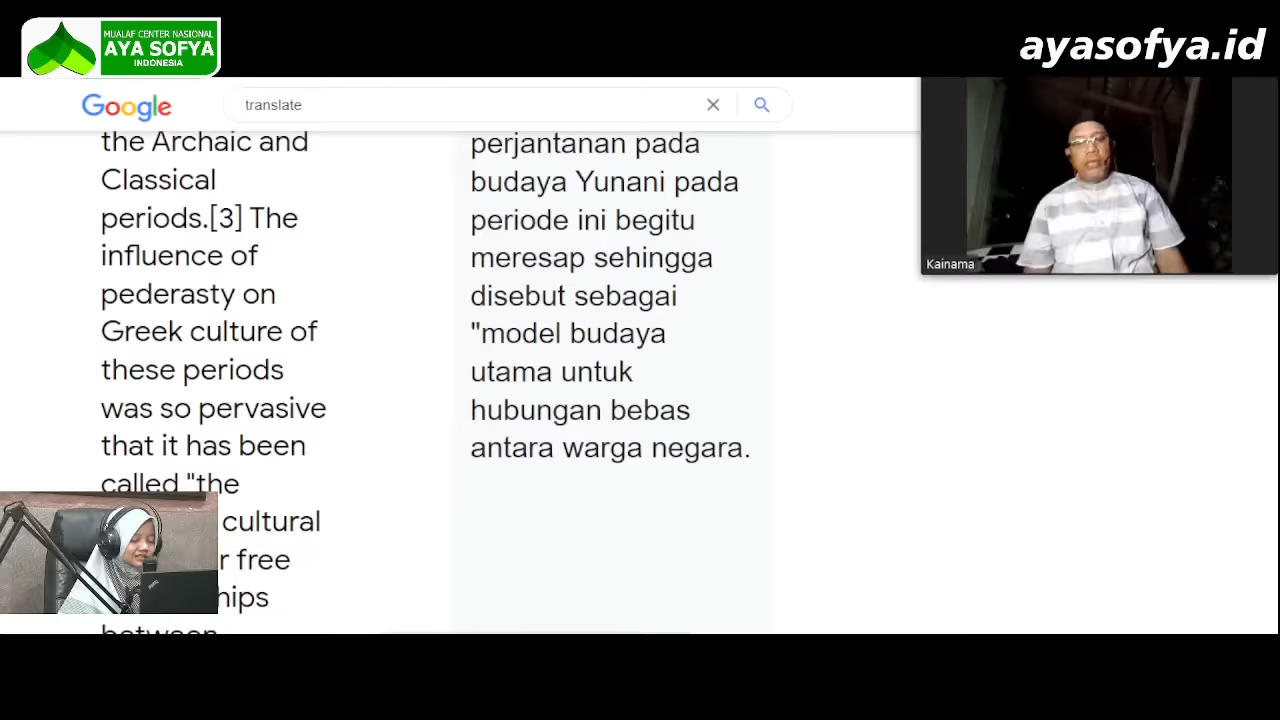 MUALAF CENTER NASIONAL
AYA SOFYA
INDONESIA
ayasofya.id
Google
translate
the Archaic and
Classical
periods.[3] The
influence of
pederasty on
Greek culture of
these periods
was so pervasive
that it has been
called "the
cultural
free
between
perjantanan pada
budaya Yunani pada
periode ini begitu
meresap sehingga
disebut sebagai
"model budaya
utama untuk
hubungan bebas
antara warga negara.
Kainama